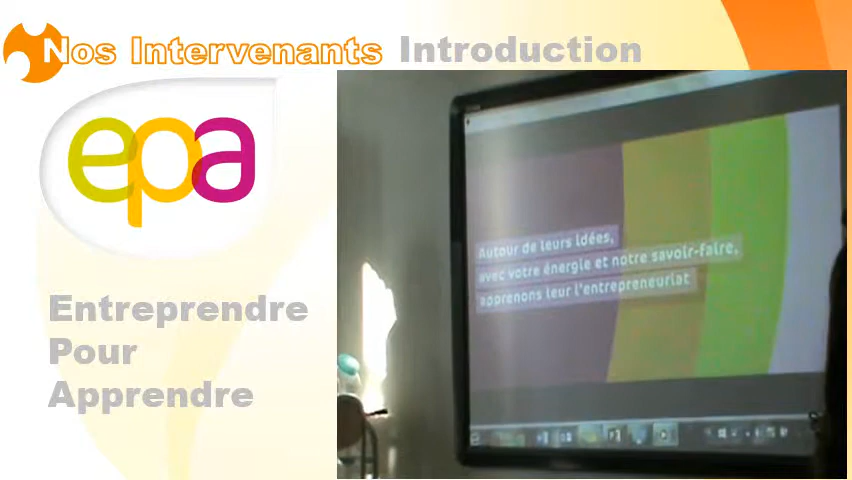 Nos Intervenants Introduction
epa
Entreprendre
Pour
Apprendre
Autour de leurs idées,
avec votre énergie et notre savoir-faire,
apprenons leur l'entrepreneuriat